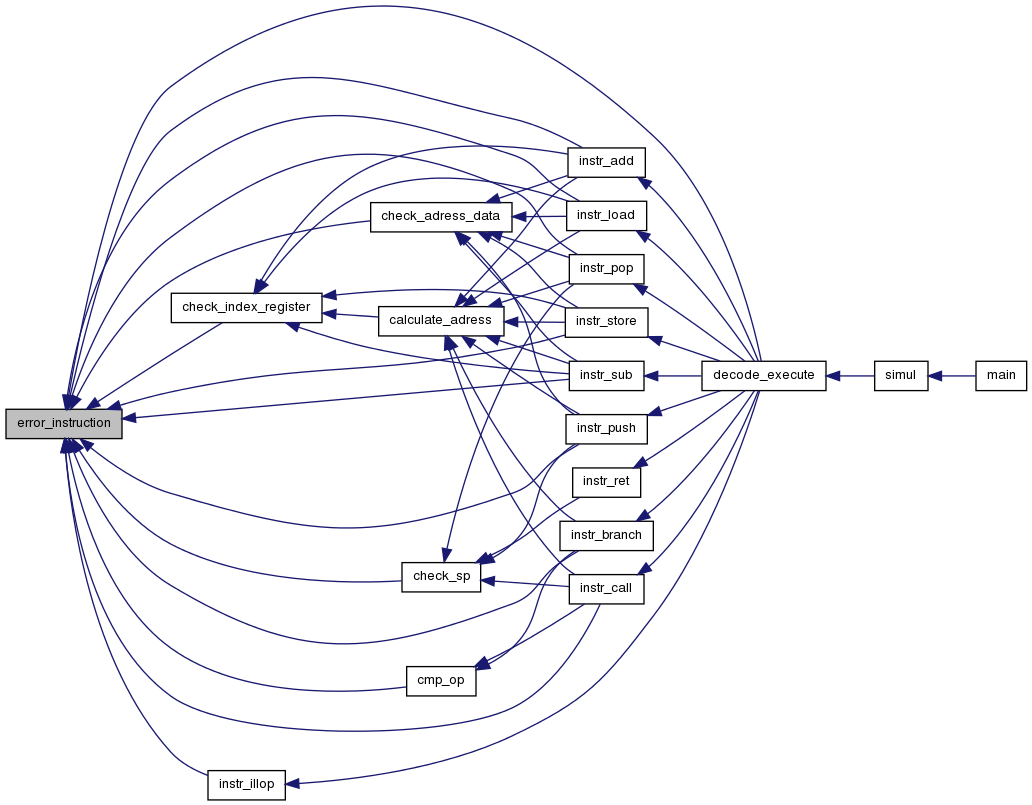 error_instruction
check_index_register
instr_illop
check_adress_data
calculate_adress
check_sp
cmp_op
instr_add
instr_load
instr_pop
instr_store
instr_sub
instr_push
instr_ret
instr_branch
instr_call
decode_execute
simul
main